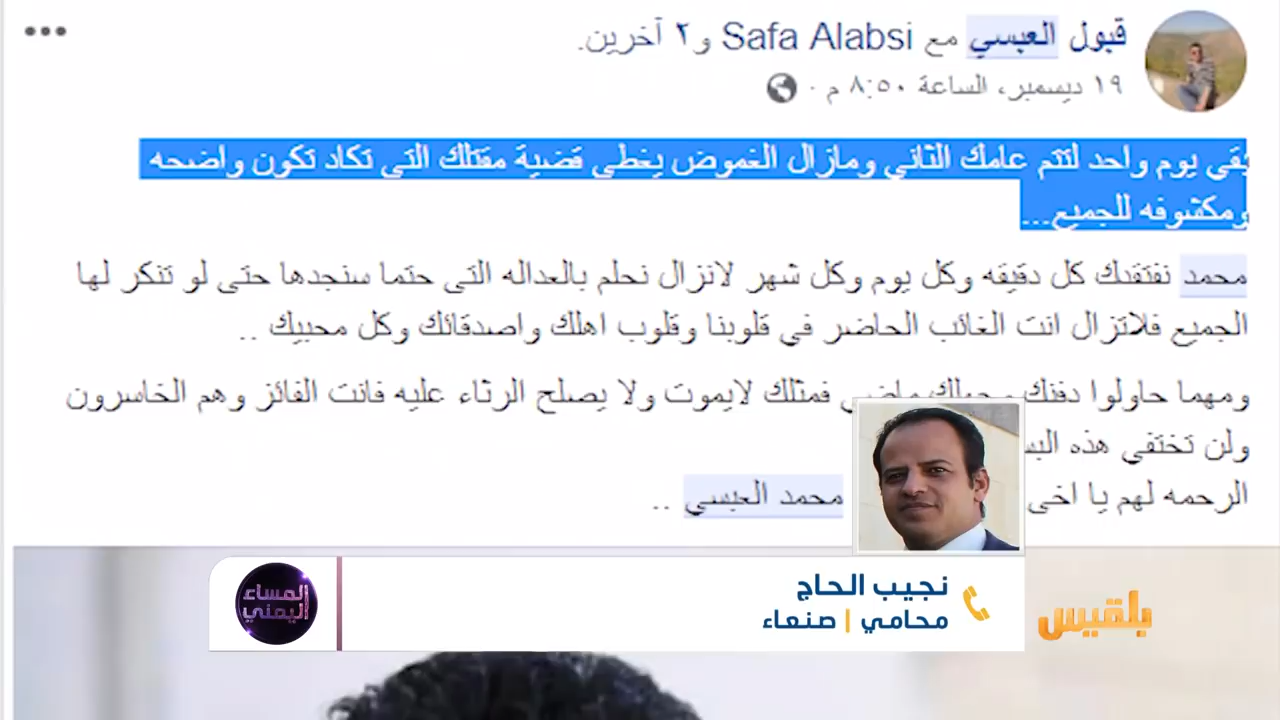 قبول العبسي مع Safa Alabsi و٢ آخرين.
١٩ ديسمبر، الساعة ٨:٥٠ م ·
بقي يوم واحد لتتم عامك الثاني ومازال الغموض يغطي قضية مقتلك التي تكاد تكون واضحه
ومكشوفه للجميع...
محمد نفتقدك كل دقيقه وكل يوم وكل شهر لانزال نحلم بالعداله التي حتما سنجدها حتى لو تنكر لها
الجميع فلاتزال انت الغائب الحاضر في قلوبنا وقلوب اهلك واصدقائك وكل محبيك ..
ومهما حاولوا دفنك فمثلك لايموت ولا يصلح الرثاء عليه فانت الفائز وهم الخاسرون
ولن تختفي هذه
الرحمه لهم يا اخي محمد العبسي ..
نجيب الحاج
محامي | صنعاء
المساء
اليمني
بلقيس